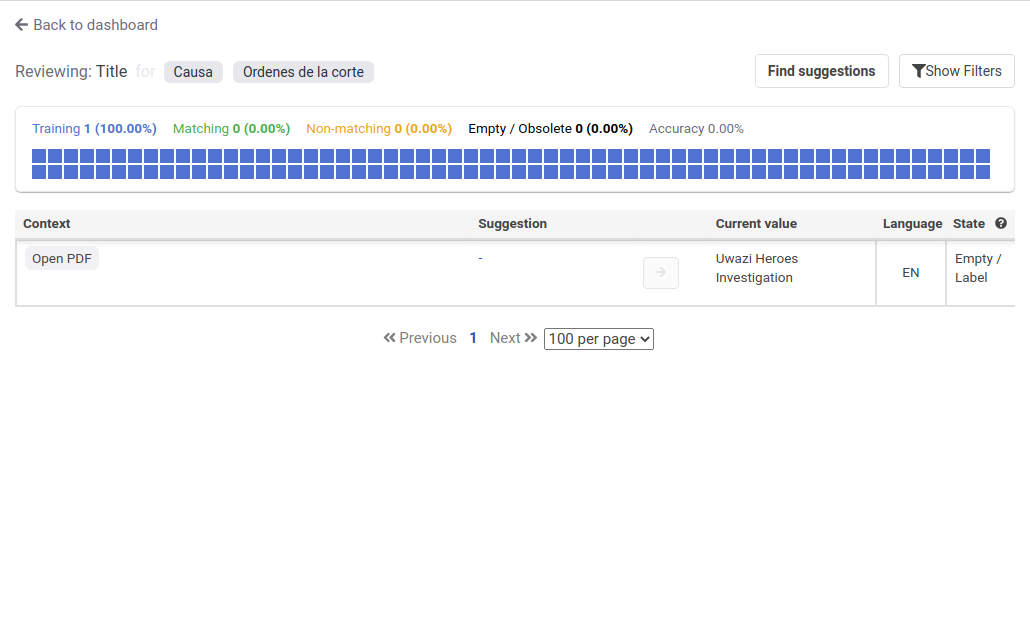 Back to dashboard
Reviewing: Title for Causa Ordenes de la corte
Find suggestions
Show Filters
Training 1 (100.00%) Matching 0 (0.00%) Non-matching 0 (0.00%) Empty / Obsolete 0 (0.00%) Accuracy 0.00%
Context Suggestion Current value Language State ?
Open PDF - Uwazi Heroes Investigation EN Empty / Label
Previous 1 Next 100 per page